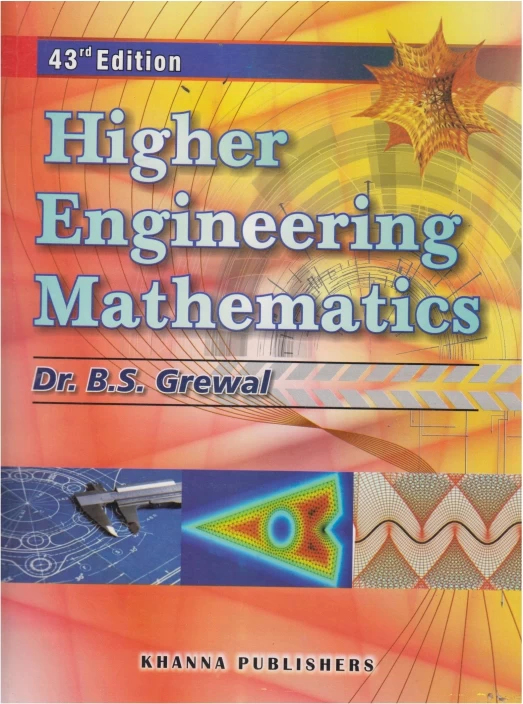 43rd Edition
Higher
Engineering
Mathematics
Dr. B.S. Grewal
KHANNA PUBLISHERS